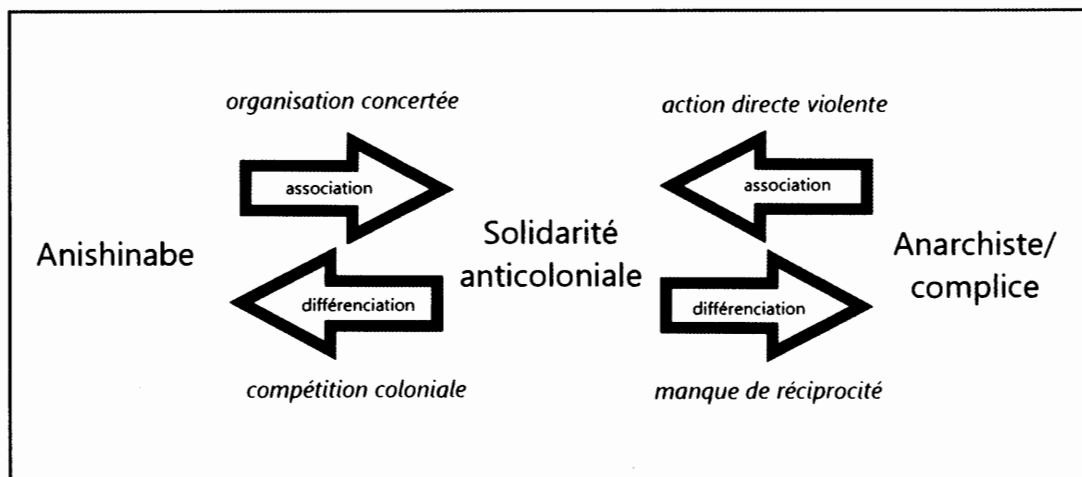 organisation concertée
action directe violente
association
association
Anishinabe
Solidarité
anticoloniale
Anarchiste/
complice
différenciation
différenciation
compétition coloniale
manque de réciprocité